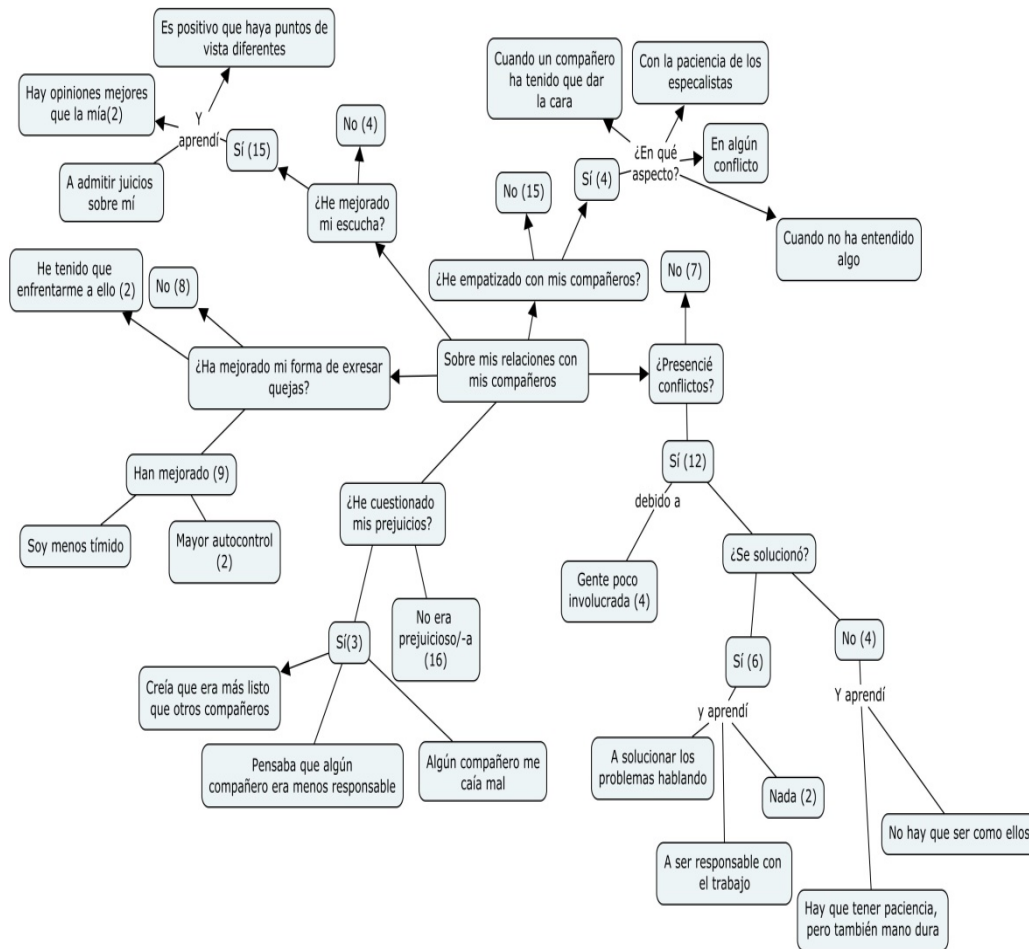 Es positivo que haya puntos de
vista diferentes
Hay opiniones mejores
que la mía(2)
Y
aprendí
A admitir juicios
sobre mí
Sí (15)
No (4)
¿He mejorado
mi escucha?
Cuando un compañero
ha tenido que dar
la cara
Con la paciencia de los
especalistas
En algún
conflicto
¿En qué
aspecto?
Cuando no ha entendido
algo
No (15)
Sí (4)
¿He empatizado con mis compañeros?
He tenido que
enfrentarme a ello (2)
No (8)
¿Ha mejorado mi forma de exresar
quejas?
Han mejorado (9)
Soy menos tímido
Mayor autocontrol
(2)
Sobre mis relaciones con
mis compañeros
No (7)
¿Presencié
conflictos?
Sí (12)
debido a
Gente poco
involucrada (4)
¿Se solucionó?
Sí (6)
y aprendí
A solucionar los
problemas hablando
Nada (2)
A ser responsable con
el trabajo
No (4)
Y aprendí
No hay que ser como ellos
Hay que tener paciencia,
pero también mano dura
¿He cuestionado
mis prejuicios?
Sí(3)
No era
prejuicioso/-a
(16)
Creía que era más listo
que otros compañeros
Pensaba que algún
compañero era menos responsable
Algún compañero me
caía mal